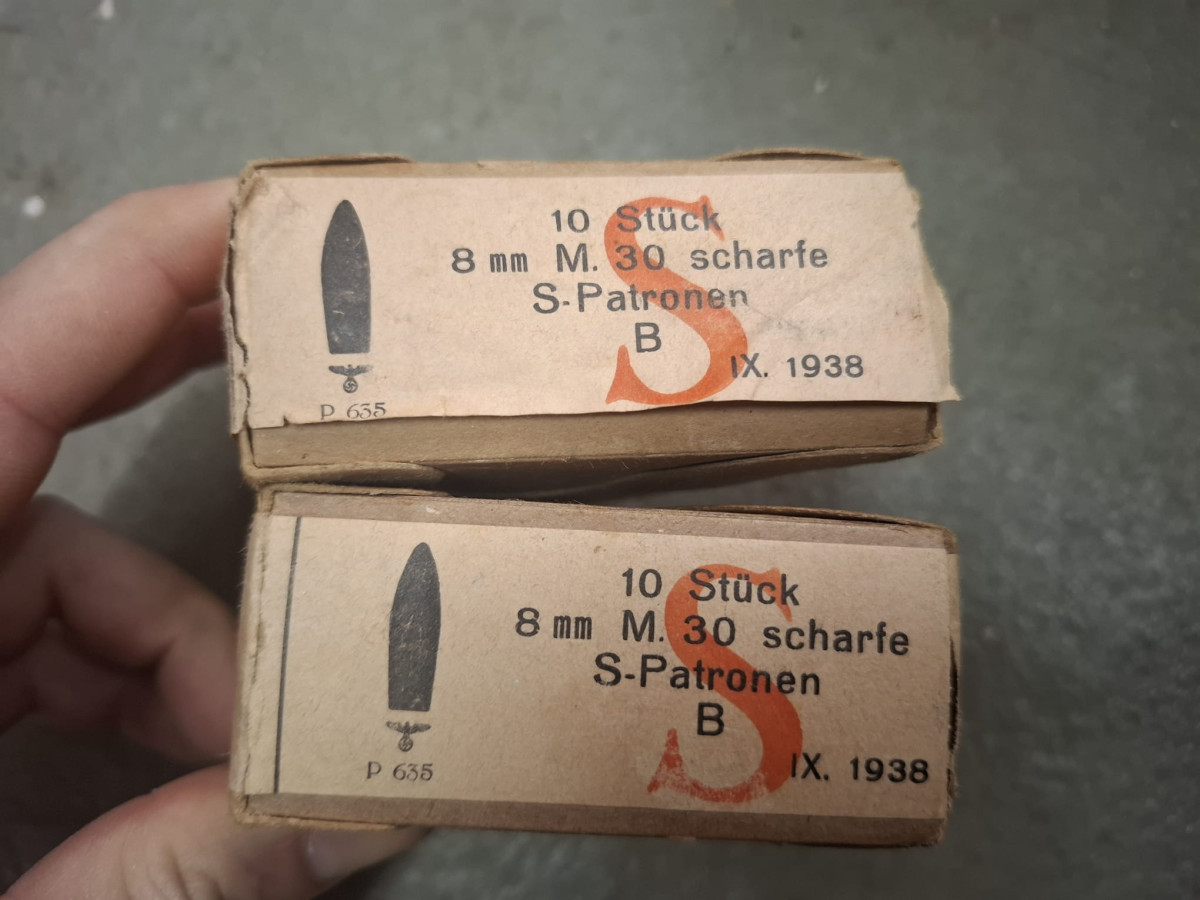 10 Stück
8 mm M. 30 scharfe
S-Patronen
B
IX. 1938
S
P 635
10 Stück
8 mm M. 30 scharfe
S-Patronen
B
IX. 1938
S
P 635